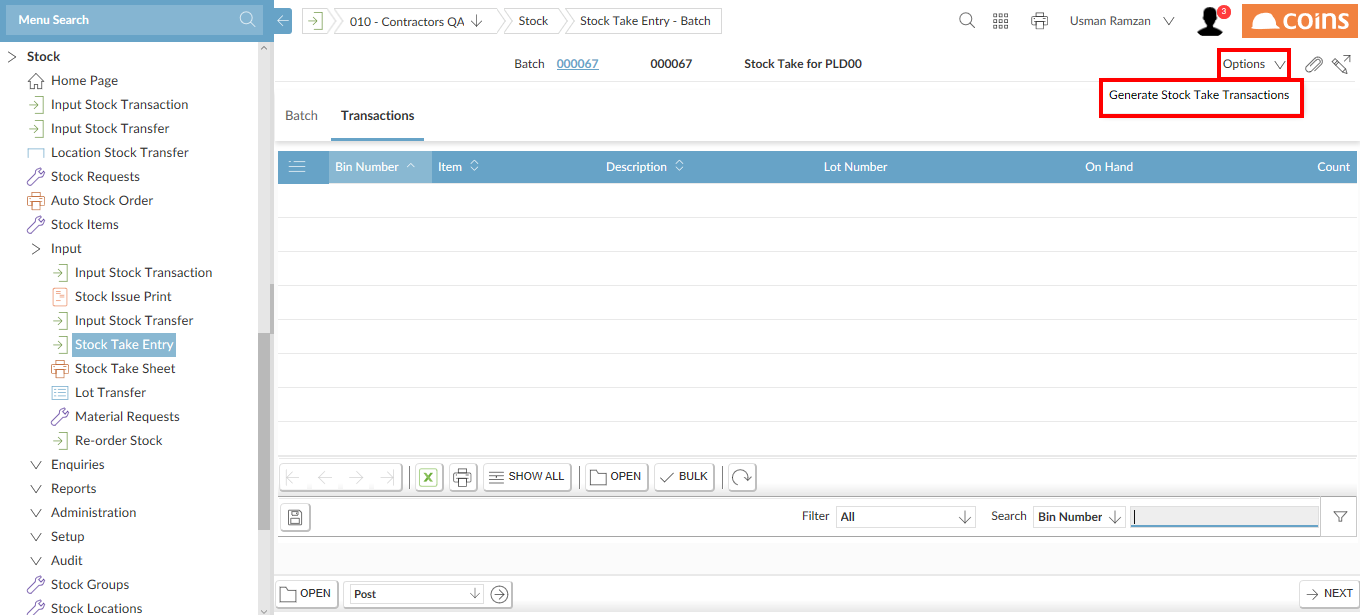 Menu Search
010 - Contractors QA
Stock
Stock Take Entry - Batch
Usman Ramzan
3
coins
Batch 000067 000067 Stock Take for PLD00
Options
Generate Stock Take Transactions
Batch Transactions
Bin Number Item Description Lot Number On Hand Count
Stock
Home Page
Input Stock Transaction
Input Stock Transfer
Location Stock Transfer
Stock Requests
Auto Stock Order
Stock Items
Input
Input Stock Transaction
Stock Issue Print
Input Stock Transfer
Stock Take Entry
Stock Take Sheet
Lot Transfer
Material Requests
Re-order Stock
Enquiries
Reports
Administration
Setup
Audit
Stock Groups
Stock Locations
X SHOW ALL OPEN BULK
Filter All Search Bin Number
OPEN Post NEXT